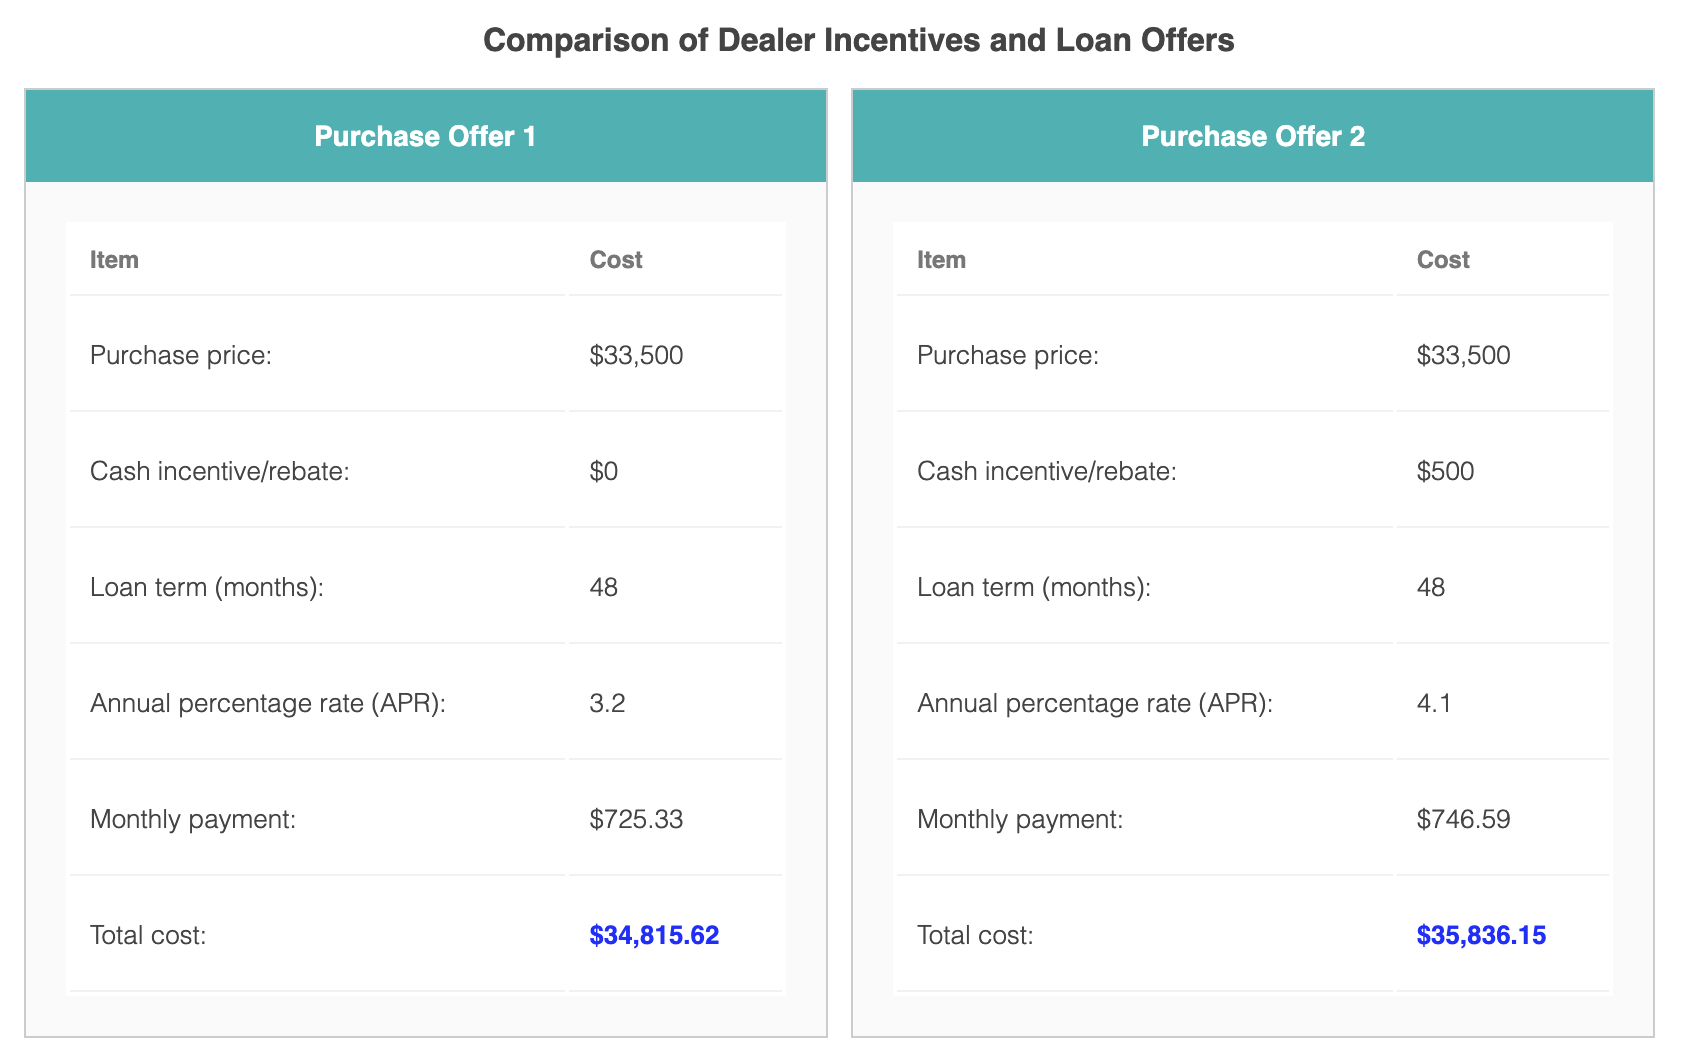 Comparison of Dealer Incentives and Loan Offers
Purchase Offer 1
Item Cost
Purchase price: $33,500
Cash incentive/rebate: $0
Loan term (months): 48
Annual percentage rate (APR): 3.2
Monthly payment: $725.33
Total cost: $34,815.62
Purchase Offer 2
Item Cost
Purchase price: $33,500
Cash incentive/rebate: $500
Loan term (months): 48
Annual percentage rate (APR): 4.1
Monthly payment: $746.59
Total cost: $35,836.15